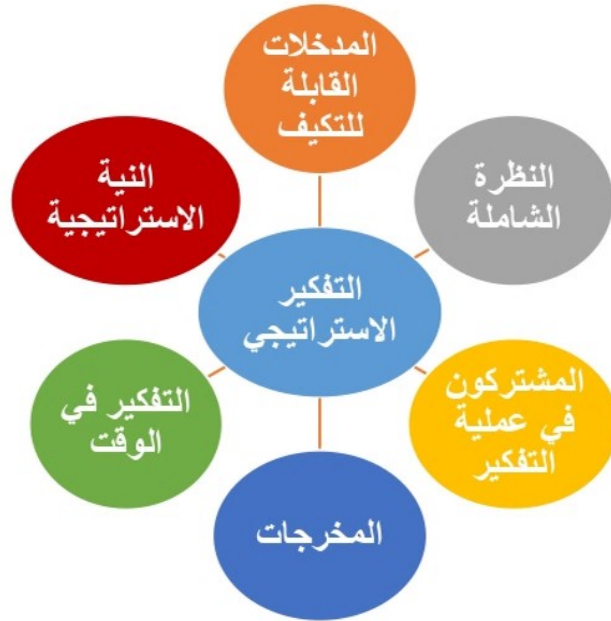 المدخلات
القابلة
للتكيف
النظرة
الشاملة
النية
الاستراتيجية
التفكير
الاستراتيجي
المشتركون
في عملية
التفكير
التفكير في
الوقت
المخرجات